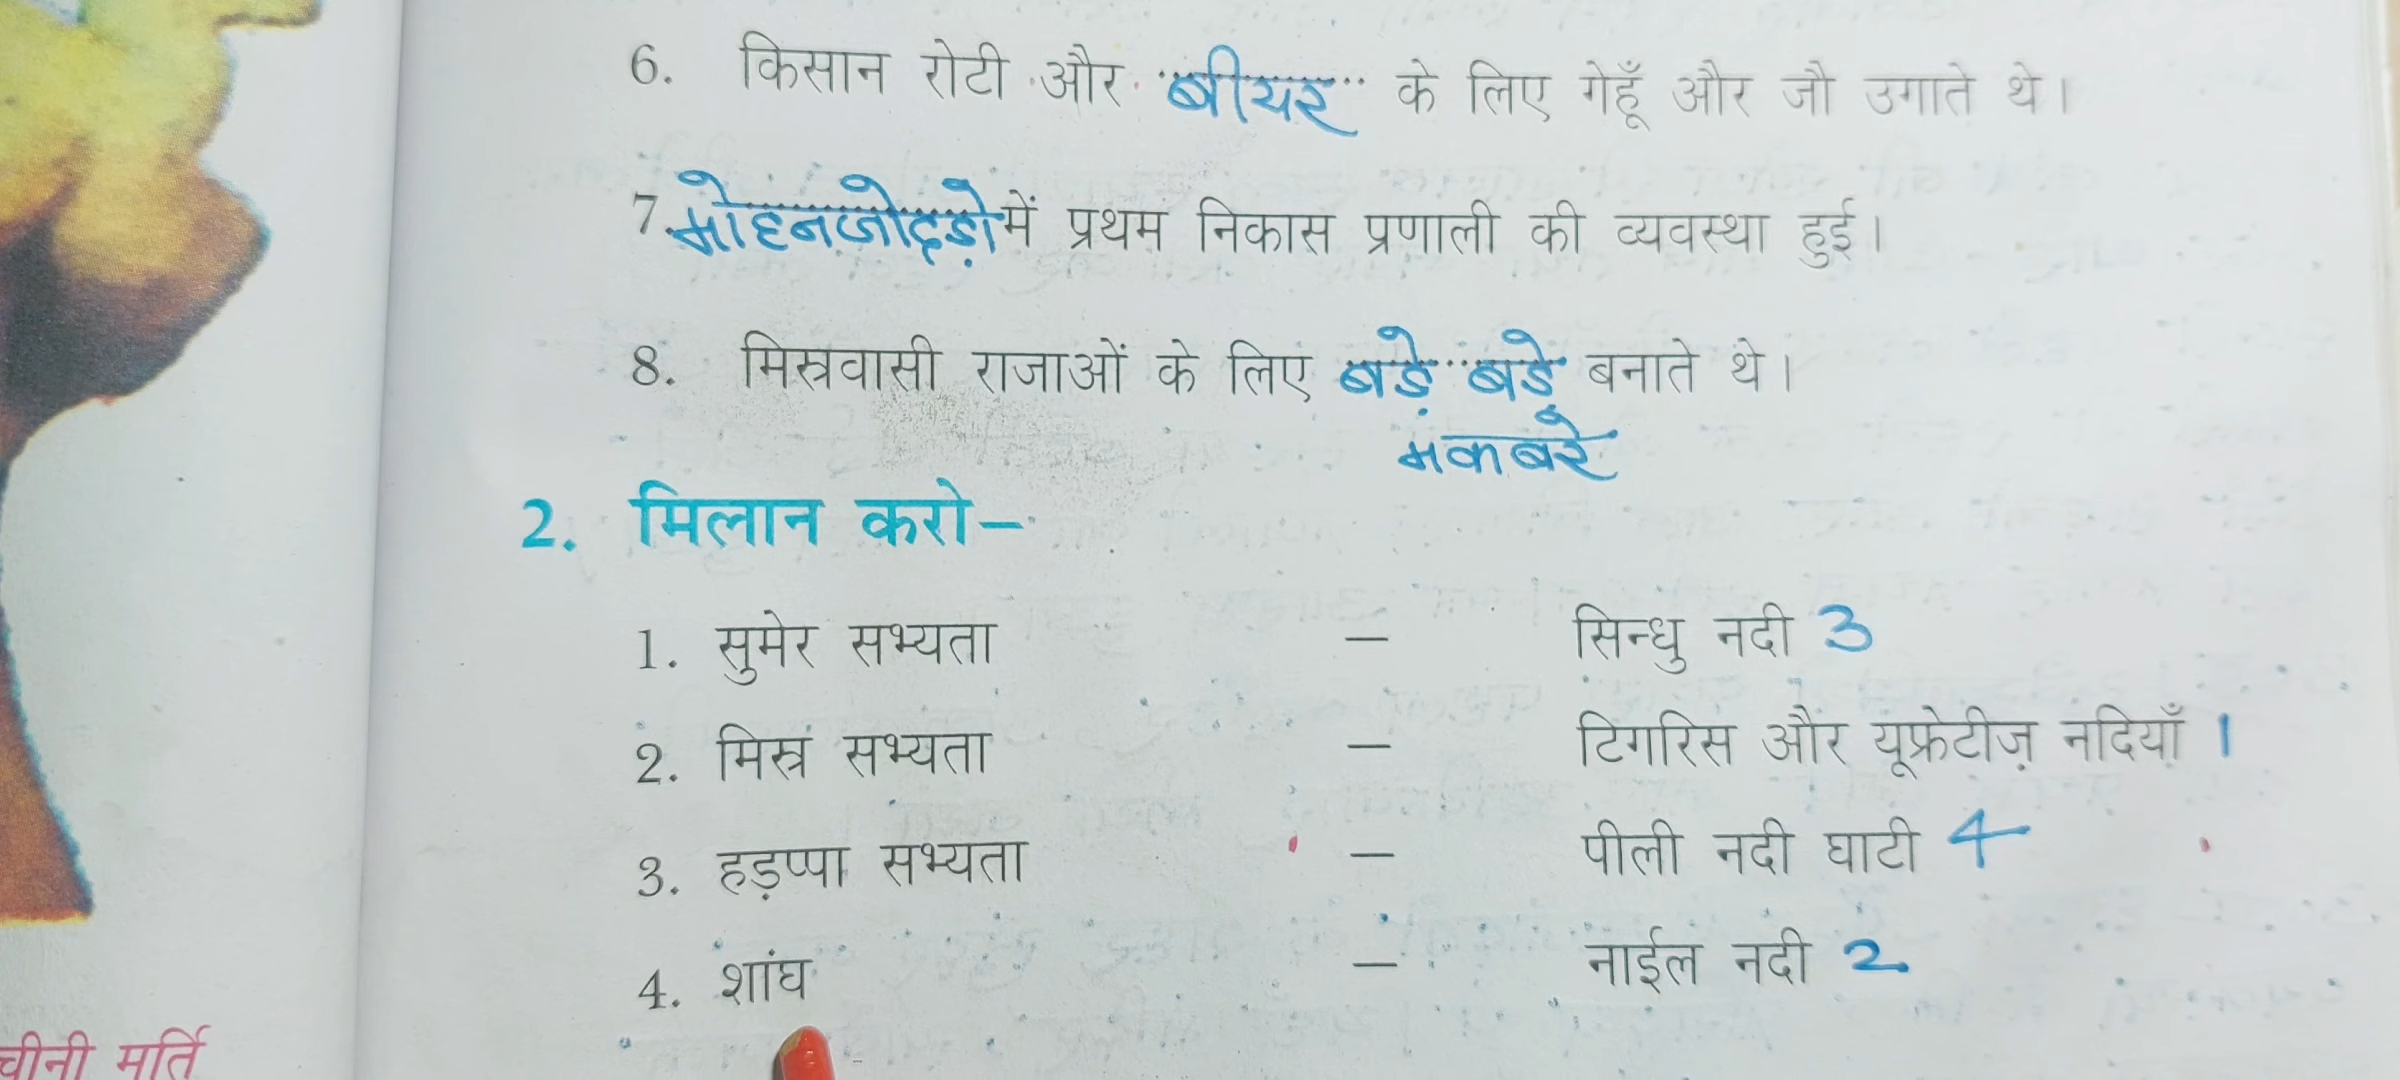 6. किसान रोटी और बीयर के लिए गेहूँ और जौ उगाते थे।
7. मोहनजोदड़ो में प्रथम निकास प्रणाली की व्यवस्था हुई।
8. मिस्रवासी राजाओं के लिए बड़े बड़े बनाते थे।
मकबरे
2. मिलान करो–
1. सुमेर सभ्यता – सिन्धु नदी 3
2. मिस्र सभ्यता – टिगरिस और यूफ्रेटीज़ नदियाँ 1
3. हड़प्पा सभ्यता – पीली नदी घाटी 4
4. शांघ – नाईल नदी 2
चीनी मूर्ति